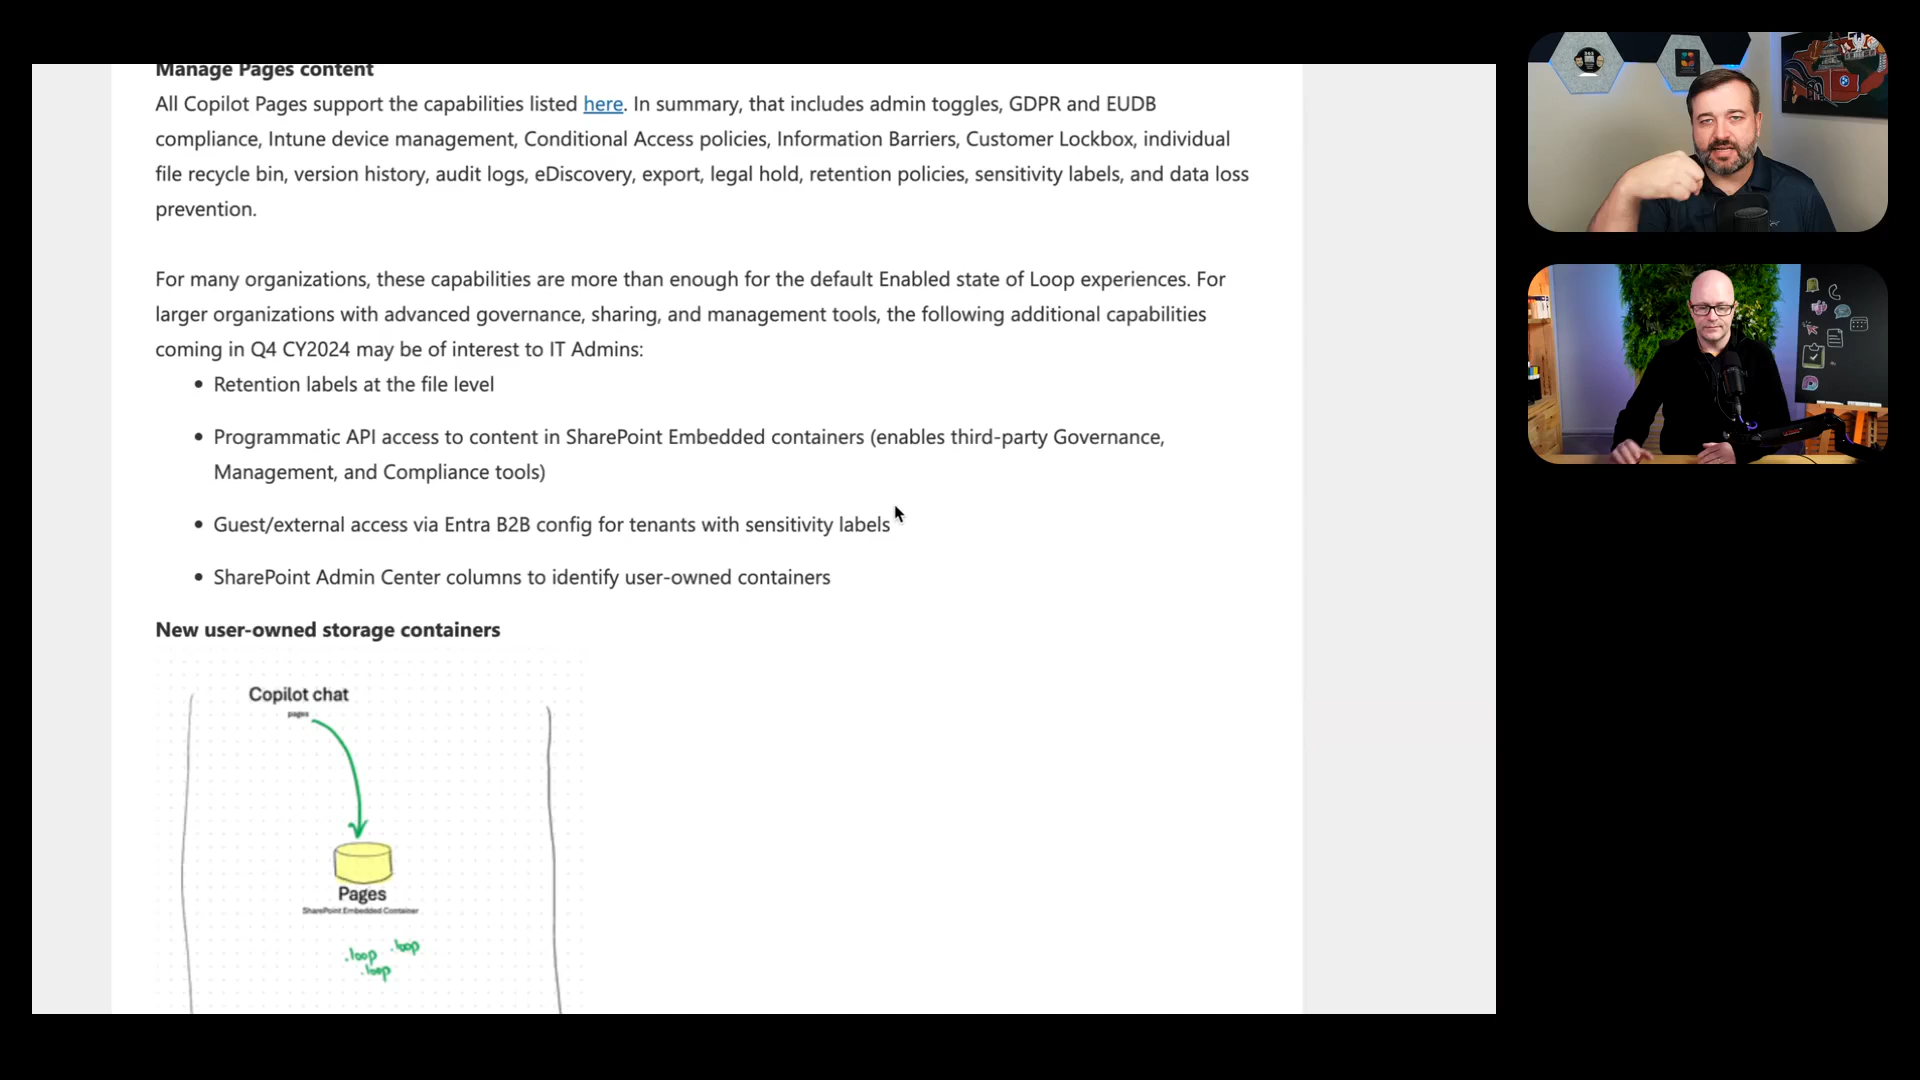 Manage Pages content
All Copilot Pages support the capabilities listed here. In summary, that includes admin toggles, GDPR and EUDB
compliance, Intune device management, Conditional Access policies, Information Barriers, Customer Lockbox, individual
file recycle bin, version history, audit logs, eDiscovery, export, legal hold, retention policies, sensitivity labels, and data loss
prevention.
For many organizations, these capabilities are more than enough for the default Enabled state of Loop experiences. For
larger organizations with advanced governance, sharing, and management tools, the following additional capabilities
coming in Q4 CY2024 may be of interest to IT Admins:
• Retention labels at the file level
• Programmatic API access to content in SharePoint Embedded containers (enables third-party Governance,
Management, and Compliance tools)
• Guest/external access via Entra B2B config for tenants with sensitivity labels
• SharePoint Admin Center columns to identify user-owned containers
New user-owned storage containers
Copilot chat
pages
Pages
SharePoint Embedded Container
.loop .loop
.loop